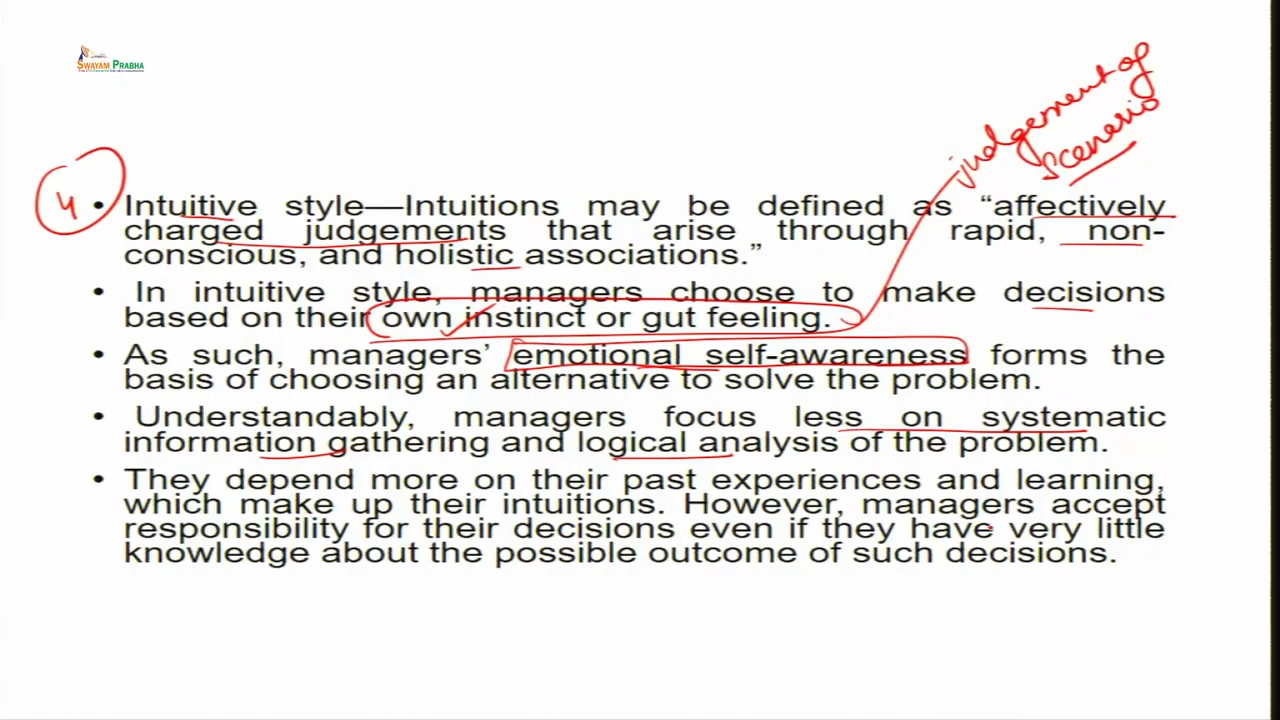 SWAYAM PRABHA
judgement of
scenario
4
• Intuitive style—Intuitions may be defined as “affectively
charged judgements that arise through rapid, non-
conscious, and holistic associations.”
• In intuitive style, managers choose to make decisions
based on their own instinct or gut feeling.
• As such, managers’ emotional self-awareness forms the
basis of choosing an alternative to solve the problem.
• Understandably, managers focus less on systematic
information gathering and logical analysis of the problem.
• They depend more on their past experiences and learning,
which make up their intuitions. However, managers accept
responsibility for their decisions even if they have very little
knowledge about the possible outcome of such decisions.